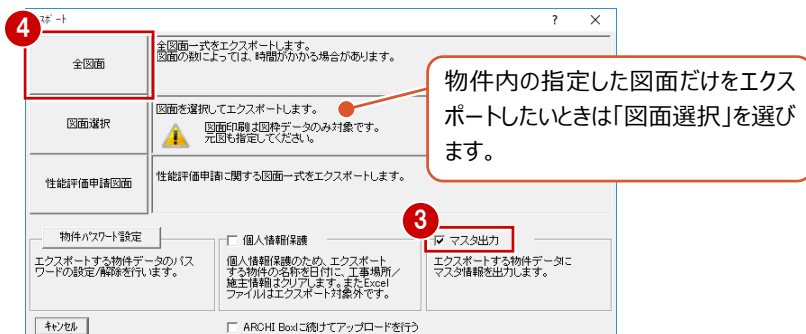 4
ｽﾎﾟｰﾄ
?
×
全図面
全図面一式をエクスポートします。
図面の数によっては、時間がかかる場合があります。
物件内の指定した図面だけをエクス
ポートしたいときは「図面選択」を選び
ます。
図面選択
図面を選択してエクスポートします。
図面印刷は図枠データのみ対象です。
元図も指定してください。
性能評価申請図面
性能評価申請に関する図面一式をエクスポートします。
3
物件ﾊﾟｽﾜｰﾄﾞ設定
個人情報保護
マスタ出力
エクスポートする物件データのパス
ワードの設定/解除を行います。
個人情報保護のため、エクスポート
する物件の名称を日付に、工事場所/
施主情報はクリアします。またExcel
ファイルはエクスポート対象外です。
エクスポートする物件データに
マスタ情報を出力します。
ｷｬﾝｾﾙ
ARCHI Boxに続けてアップロードを行う